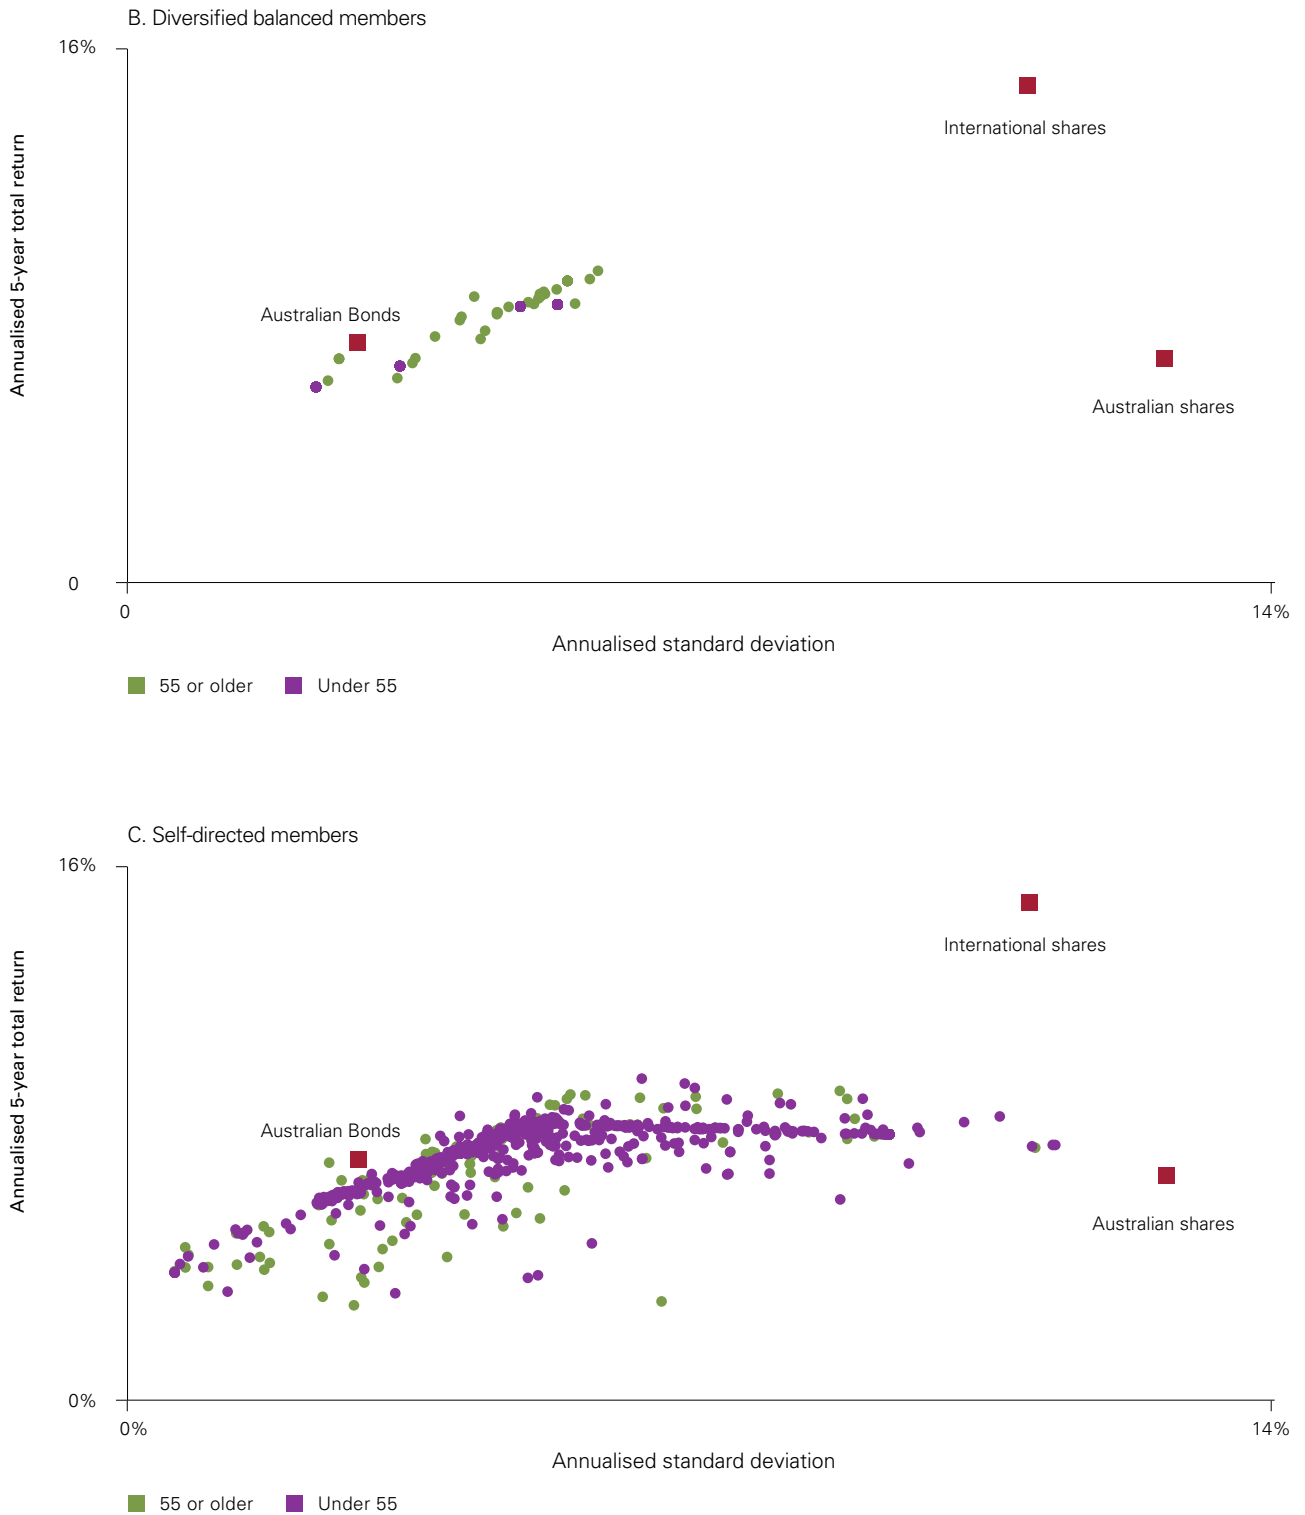 B. Diversified balanced members
16%
Annualised 5-year total return
International shares
Australian Bonds
Australian shares
0
0
14%
Annualised standard deviation
55 or older
Under 55
C. Self-directed members
16%
Annualised 5-year total return
International shares
Australian Bonds
Australian shares
0%
0%
14%
Annualised standard deviation
55 or older
Under 55